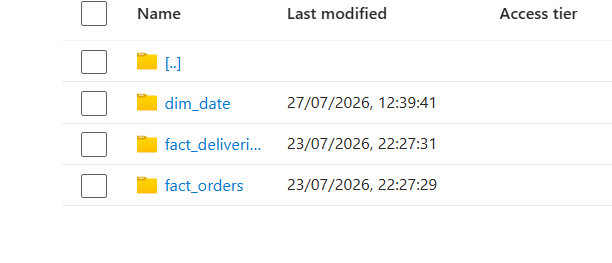 Name Last modified Access tier
[..]
dim_date 27/07/2026, 12:39:41
fact_deliveri... 23/07/2026, 22:27:31
fact_orders 23/07/2026, 22:27:29